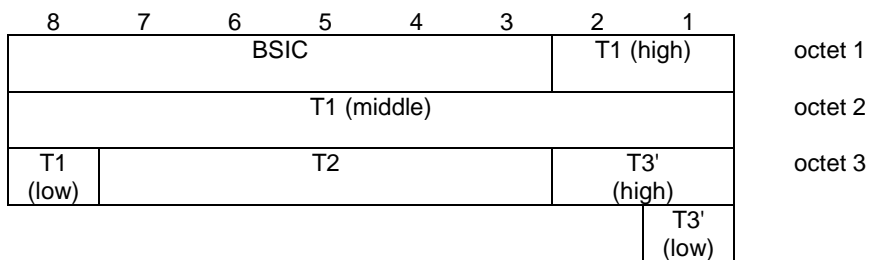 8 7 6 5 4 3 2 1
BSIC T1 (high) octet 1
T1 (middle) octet 2
T1 T2 T3' octet 3
(low) (high)
T3'
(low)